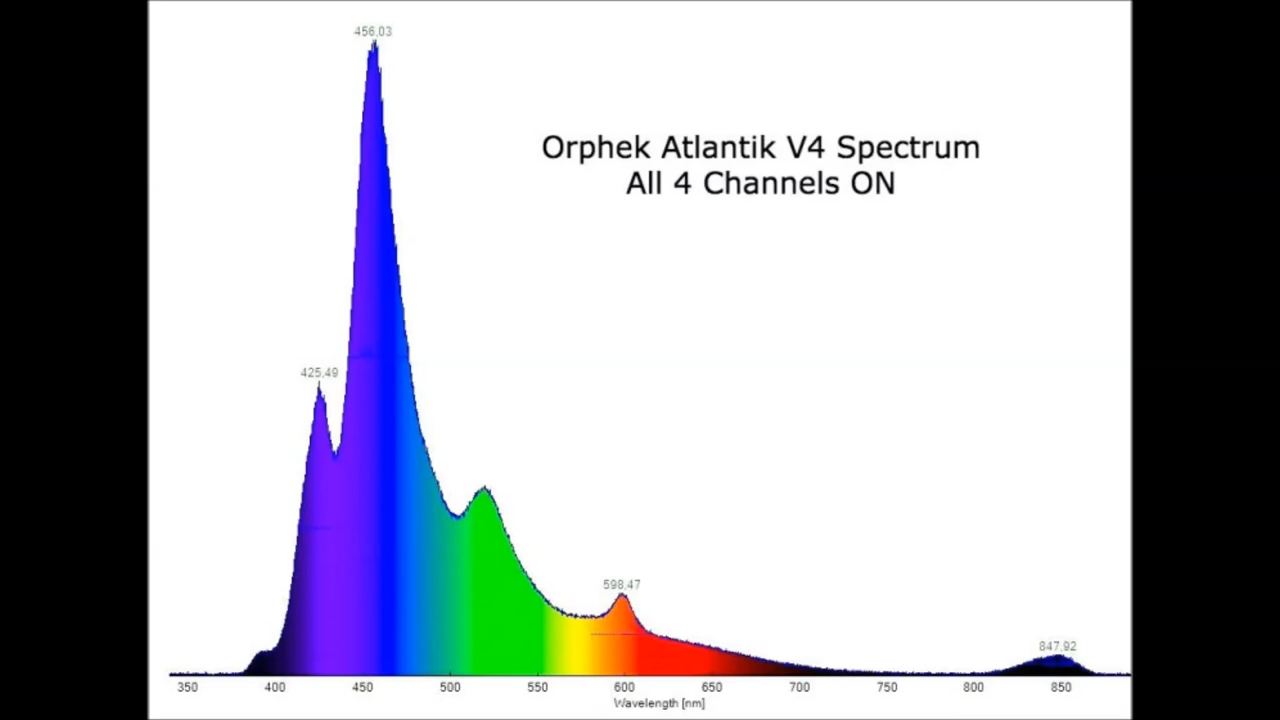 456,03
Orphek Atlantik V4 Spectrum
All 4 Channels ON
425,49
598,47
847,92
350 400 450 500 550 600 650 700 750 800 850
Wavelength [nm]